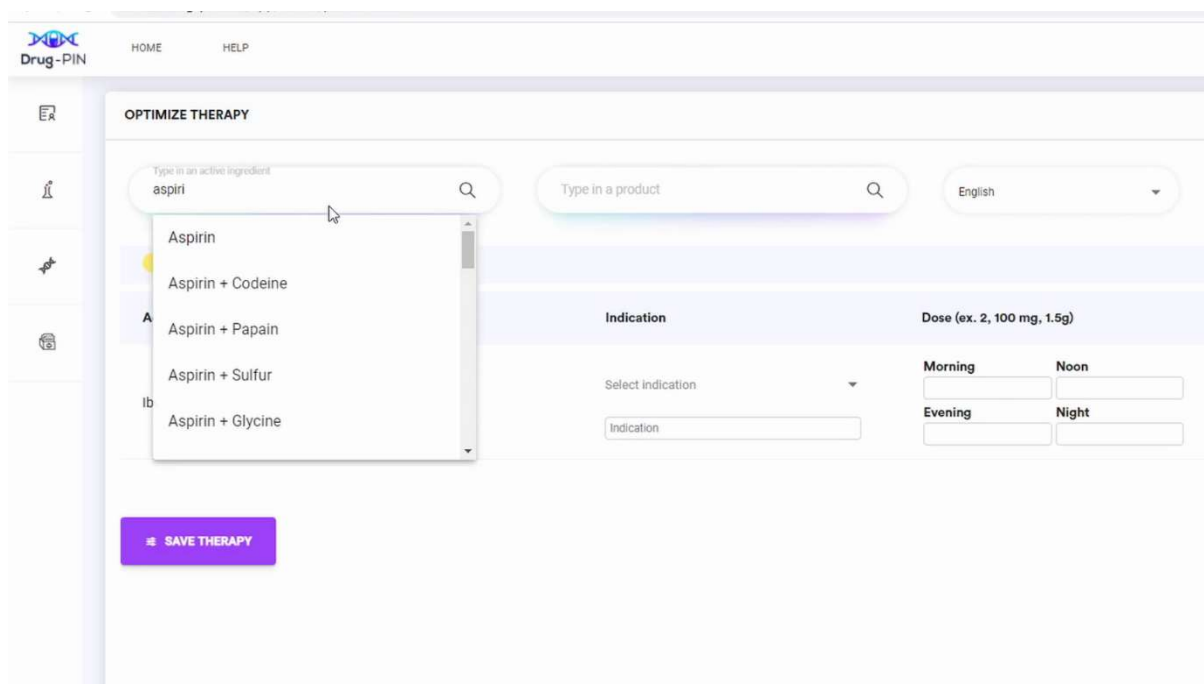 Drug-PIN
HOME HELP
OPTIMIZE THERAPY
Type in an active ingredient
aspiri
Type in a product
English
Aspirin
Aspirin + Codeine
Aspirin + Papain
Aspirin + Sulfur
Aspirin + Glycine
A
Indication
Dose (ex. 2, 100 mg, 1.5g)
Ib
Select indication
Indication
Morning Noon
Evening Night
SAVE THERAPY